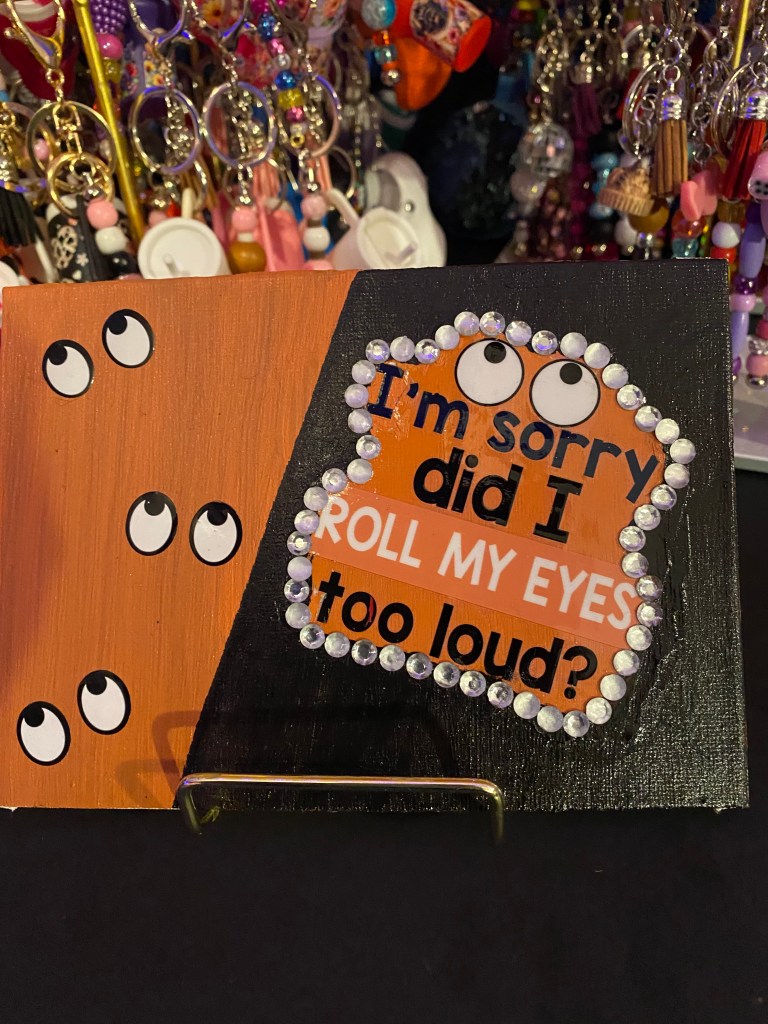 I'm sorry
did I
ROLL MY EYES
too loud?